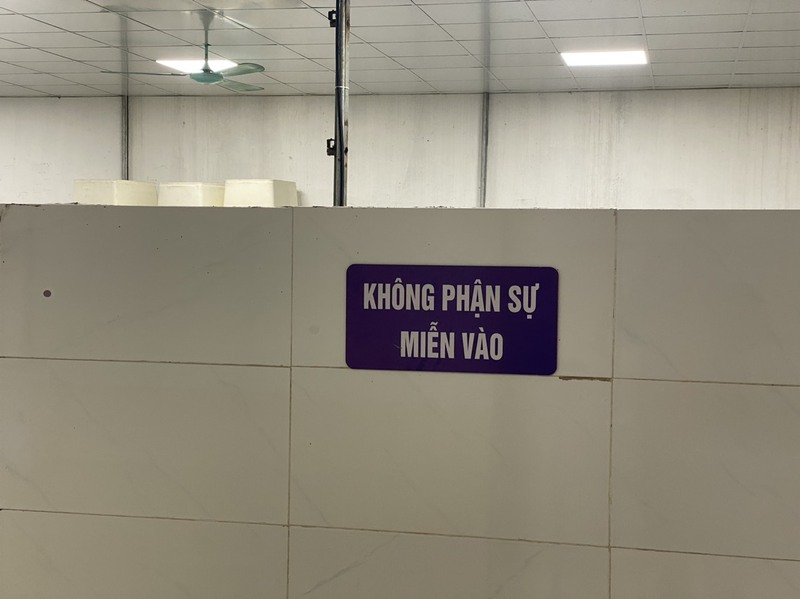 KHÔNG PHẬN SỰ
MIỄN VÀO